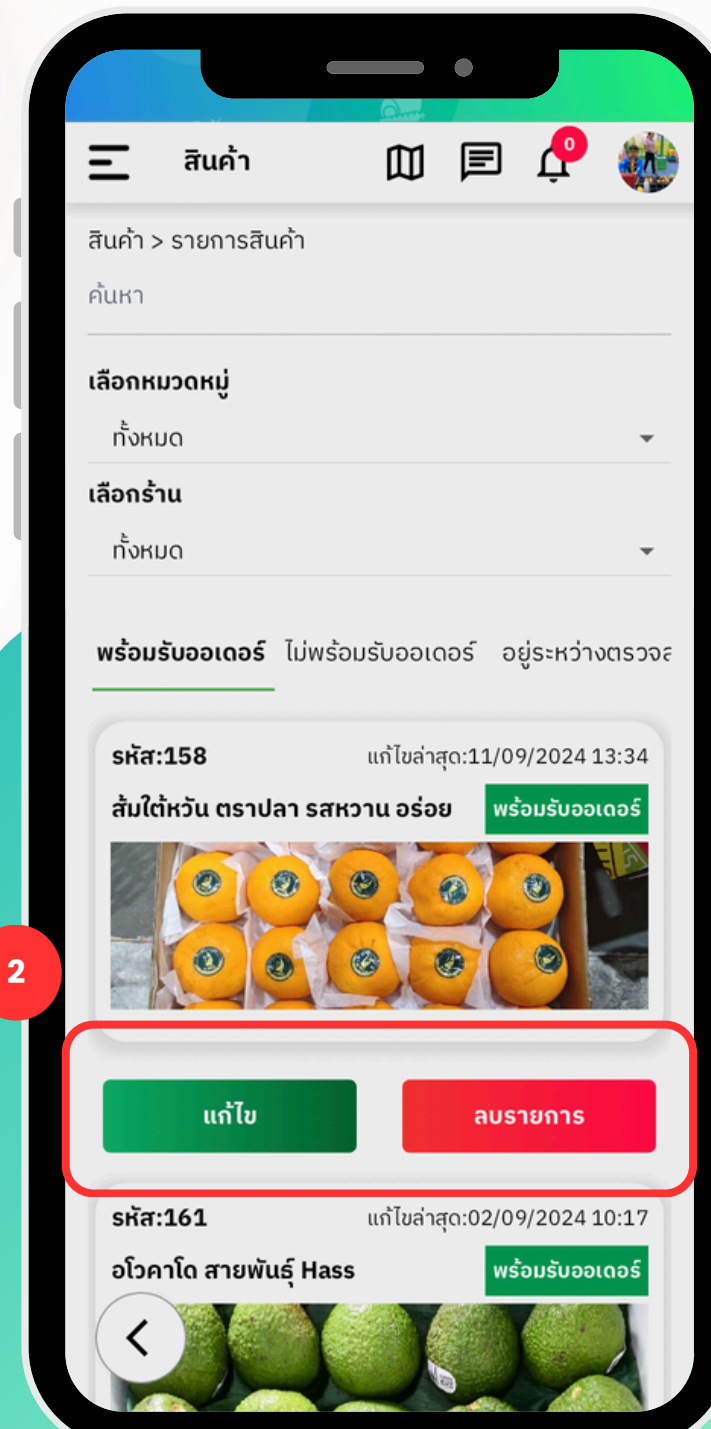 สินค้า
0
สินค้า > รายการสินค้า
ค้นหา
เลือกหมวดหมู่
ทั้งหมด
เลือกร้าน
ทั้งหมด
พร้อมรับออเดอร์ ไม่พร้อมรับออเดอร์ อยู่ระหว่างตรวจส
รหัส:158 แก้ไขล่าสุด:11/09/2024 13:34
ส้มใต้หวัน ตราปลา รสหวาน อร่อย พร้อมรับออเดอร์
2
แก้ไข ลบรายการ
รหัส:161 แก้ไขล่าสุด:02/09/2024 10:17
อโวคาโด สายพันธุ์ Hass พร้อมรับออเดอร์